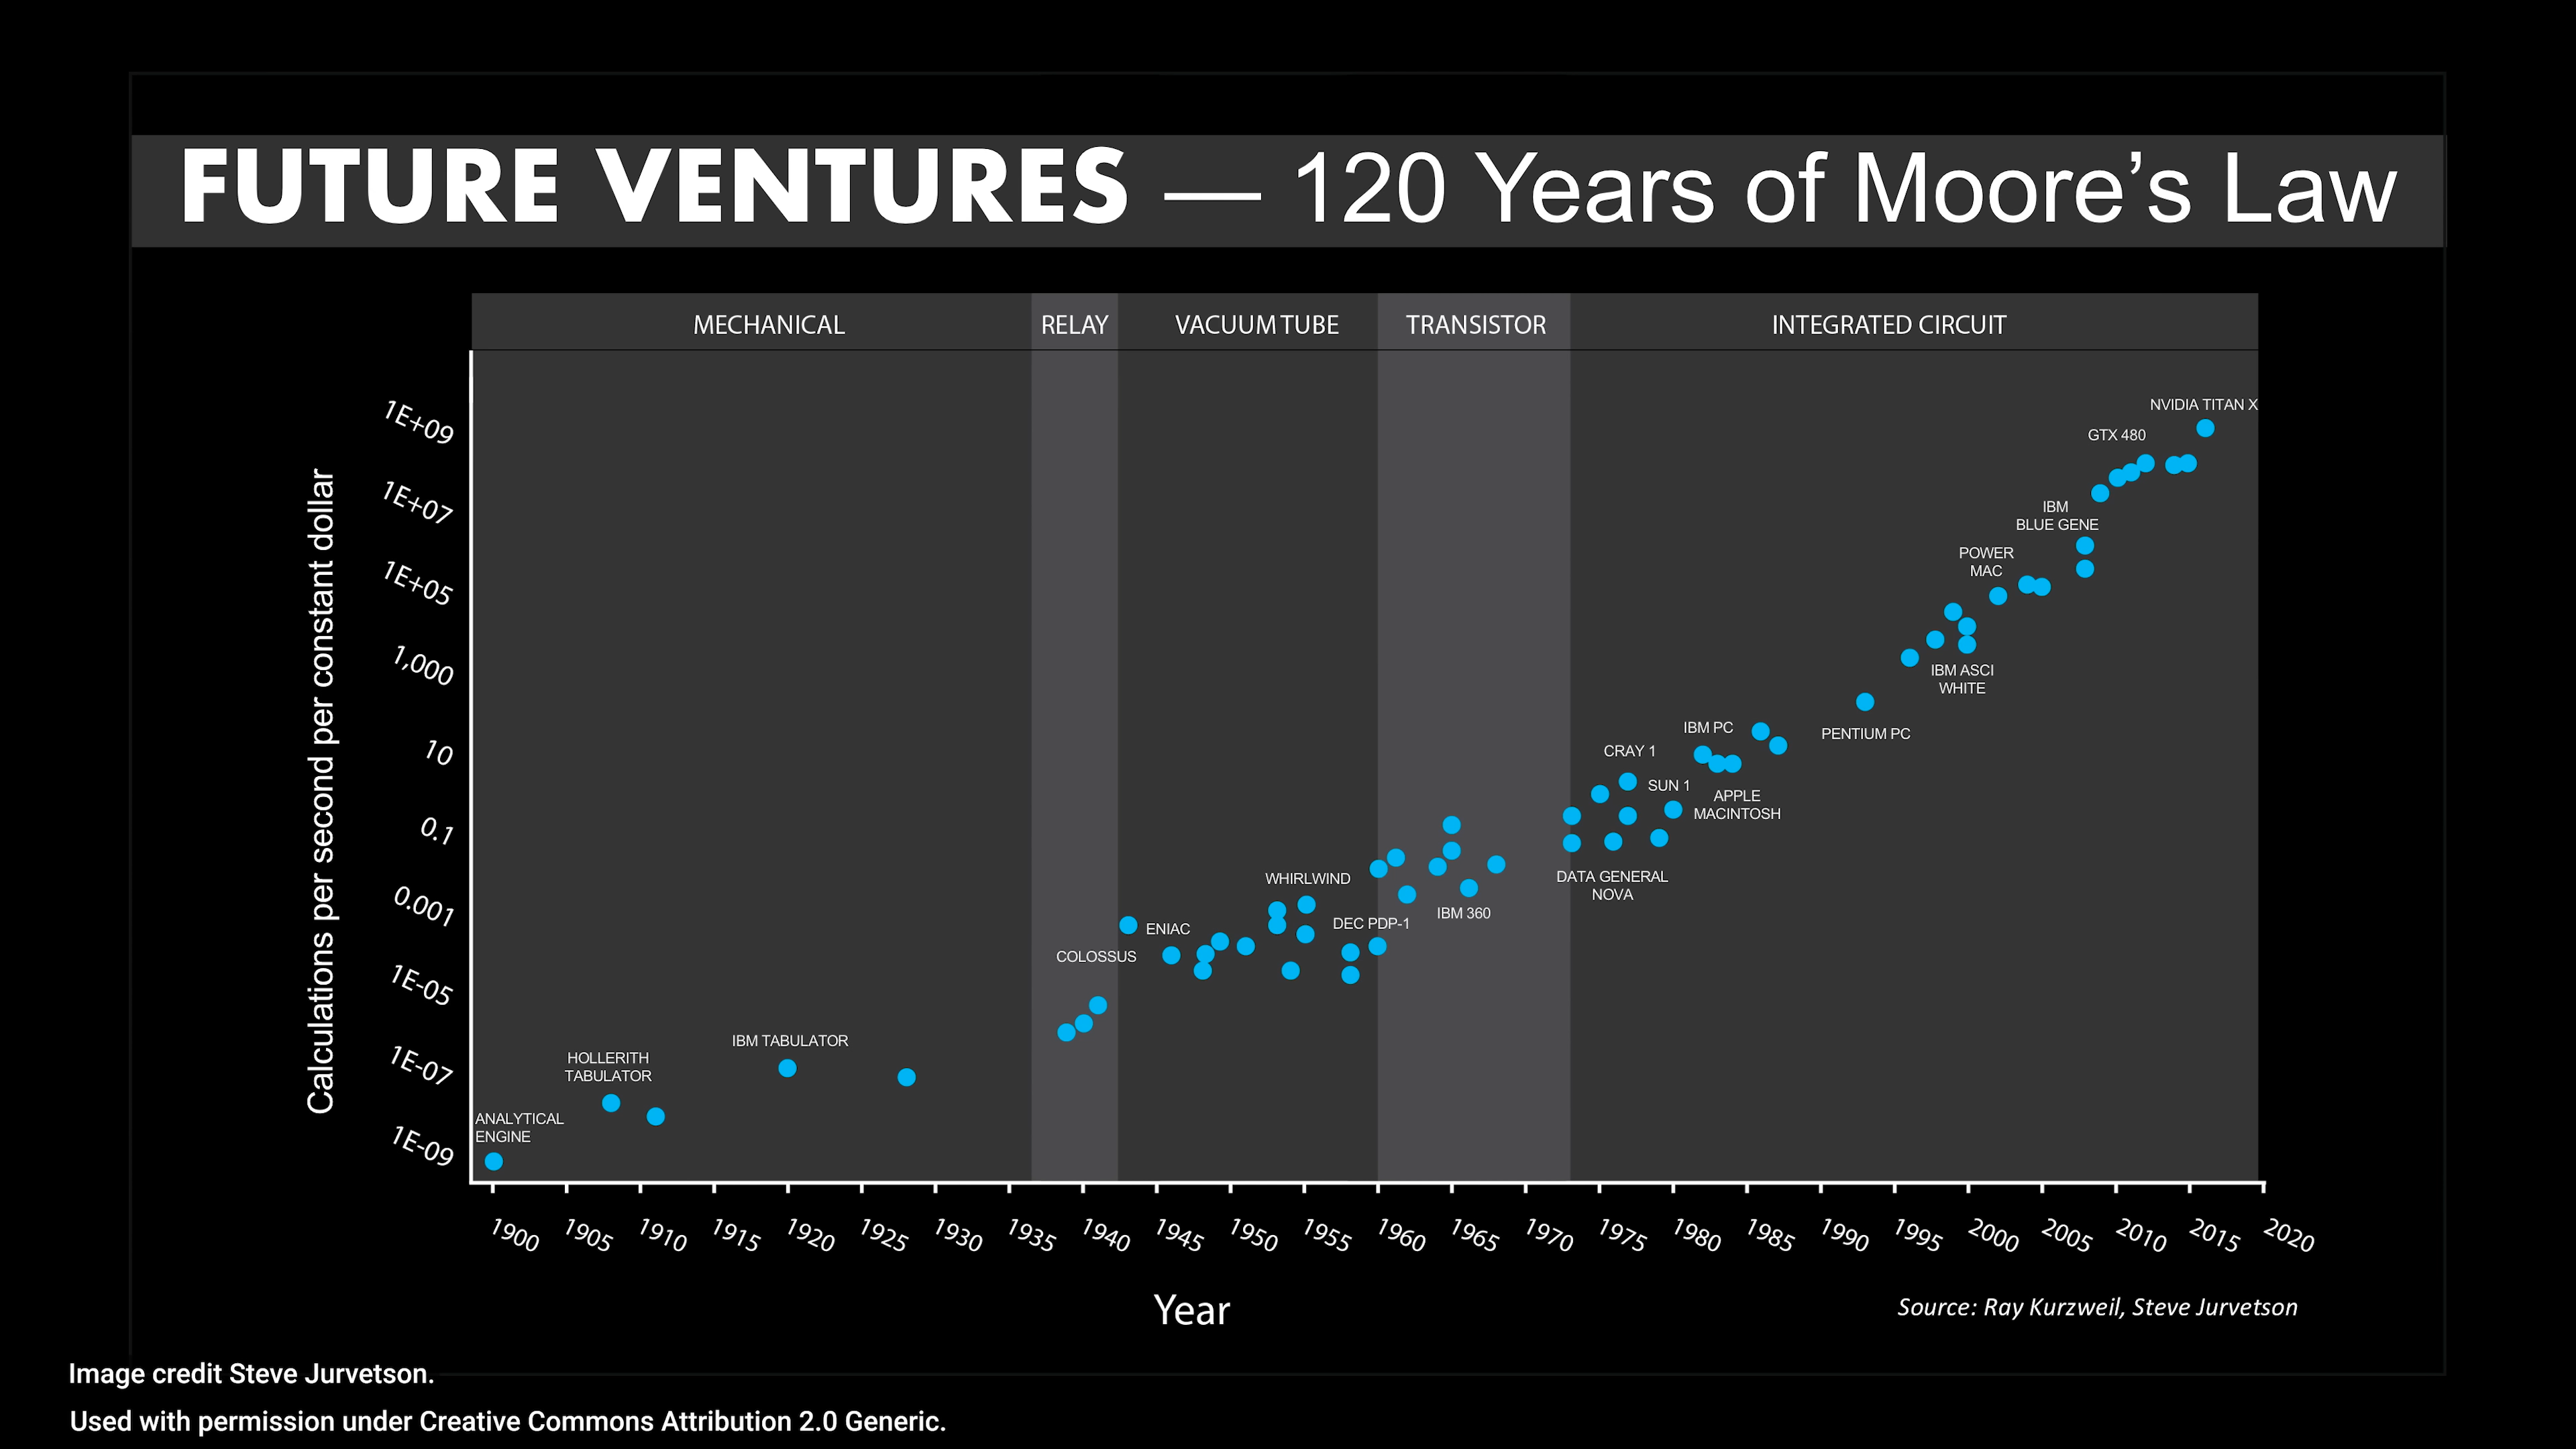 FUTURE VENTURES — 120 Years of Moore’s Law
MECHANICAL
RELAY
VACUUM TUBE
TRANSISTOR
INTEGRATED CIRCUIT
Calculations per second per constant dollar
1E+09
1E+07
1E+05
1,000
10
0.1
0.001
1E-05
1E-07
1E-09
ANALYTICAL
ENGINE
HOLLERITH
TABULATOR
IBM TABULATOR
COLOSSUS
ENIAC
WHIRLWIND
DEC PDP-1
IBM 360
DATA GENERAL
NOVA
CRAY 1
SUN 1
IBM PC
APPLE
MACINTOSH
PENTIUM PC
IBM ASCI
WHITE
POWER
MAC
IBM
BLUE GENE
GTX 480
NVIDIA TITAN X
1900
1905
1910
1915
1920
1925
1930
1935
1940
1945
1950
1955
1960
1965
1970
1975
1980
1985
1990
1995
2000
2005
2010
2015
2020
Year
Source: Ray Kurzweil, Steve Jurvetson
Image credit Steve Jurvetson.
Used with permission under Creative Commons Attribution 2.0 Generic.